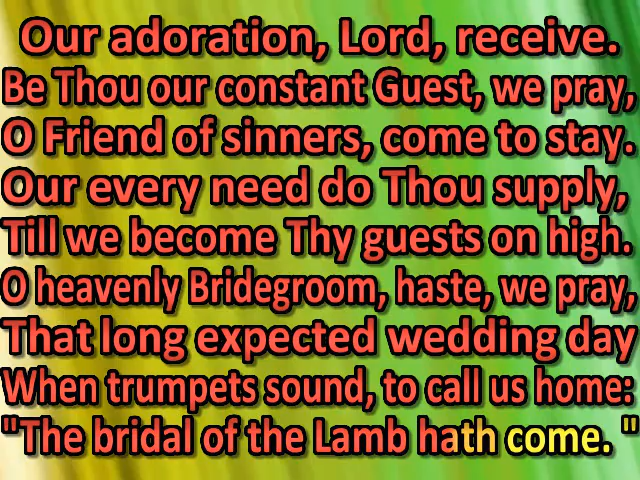 Our adoration, Lord, receive.
Be Thou our constant Guest, we pray,
O Friend of sinners, come to stay.
Our every need do Thou supply,
Till we become Thy guests on high.
O heavenly Bridegroom, haste, we pray,
That long expected wedding day
When trumpets sound, to call us home:
"The bridal of the Lamb hath come. "